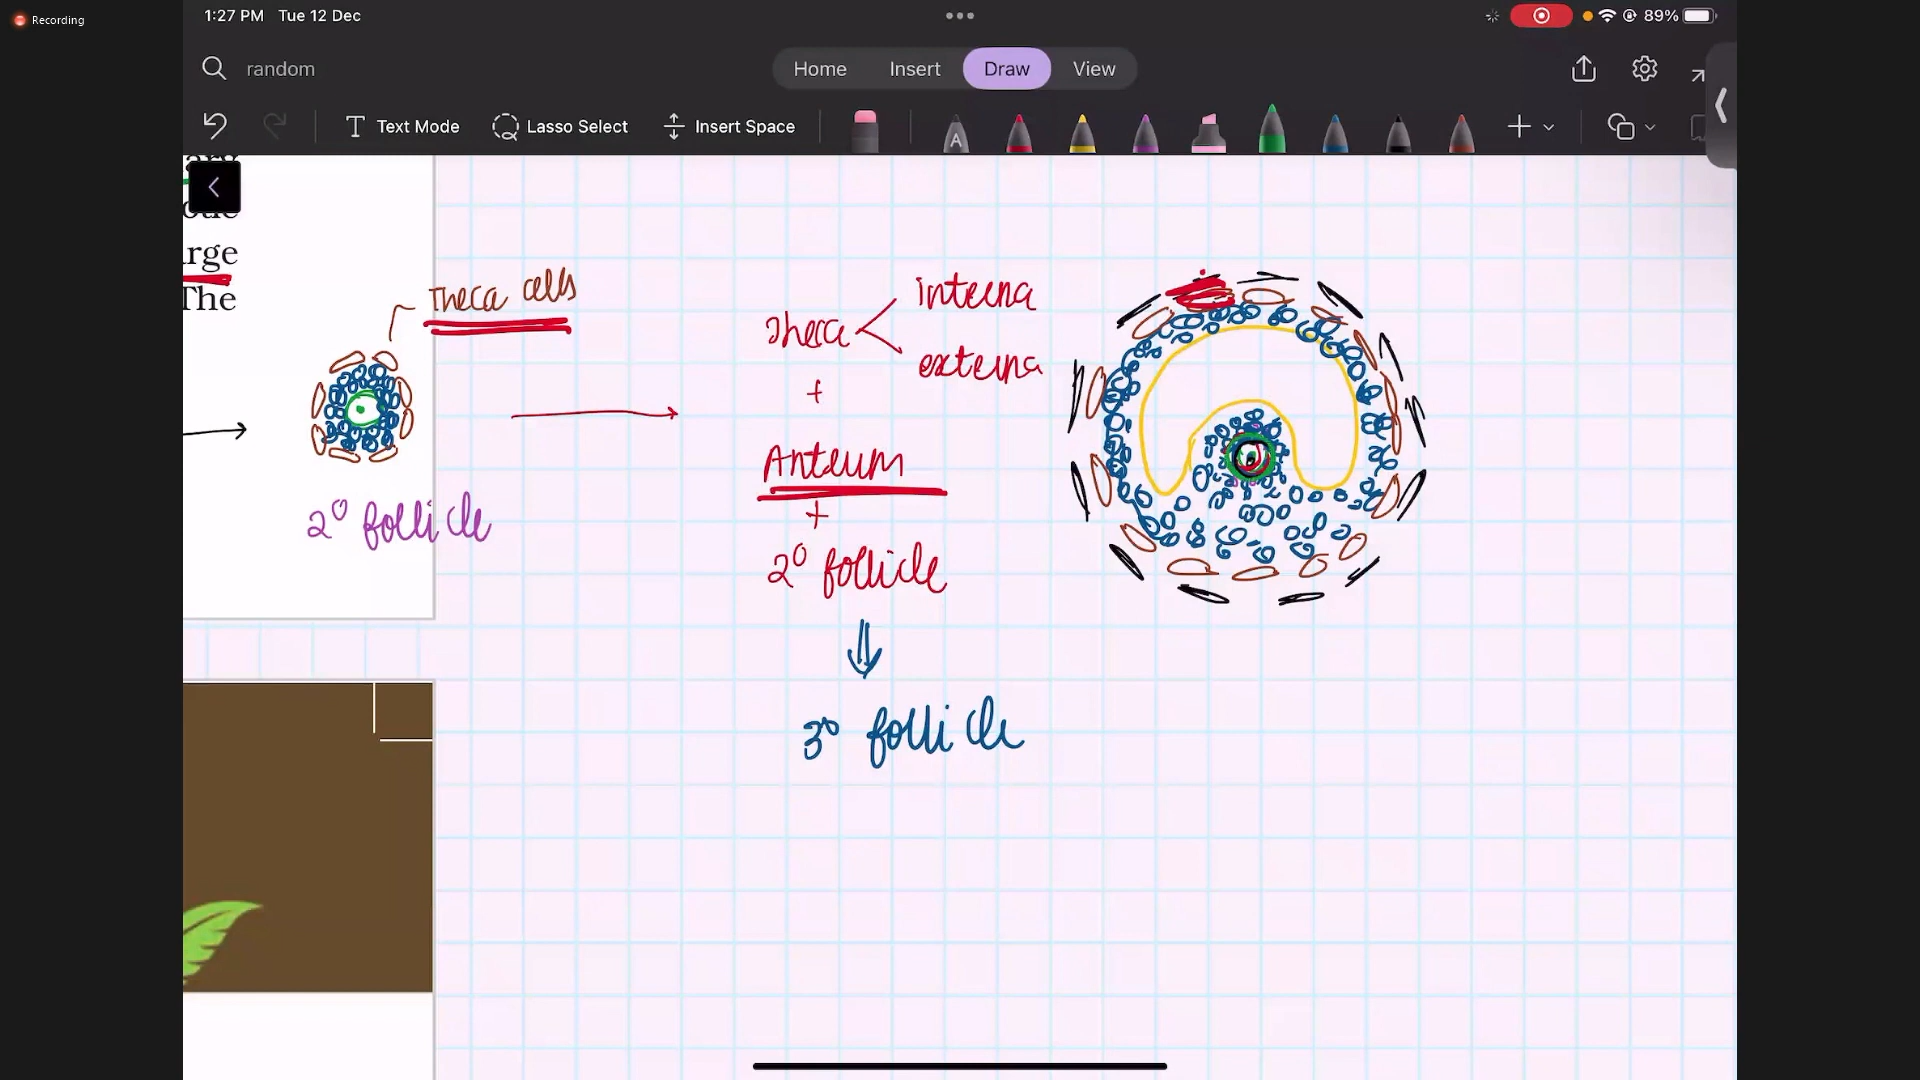 Recording
1:27 PM Tue 12 Dec
89%
random
Home Insert Draw View
Text Mode Lasso Select Insert Space
A
rge
The
Theca cells
2° follicle
Theca
interna
externa
+
Antrum
+
2° follicle
3° follicle